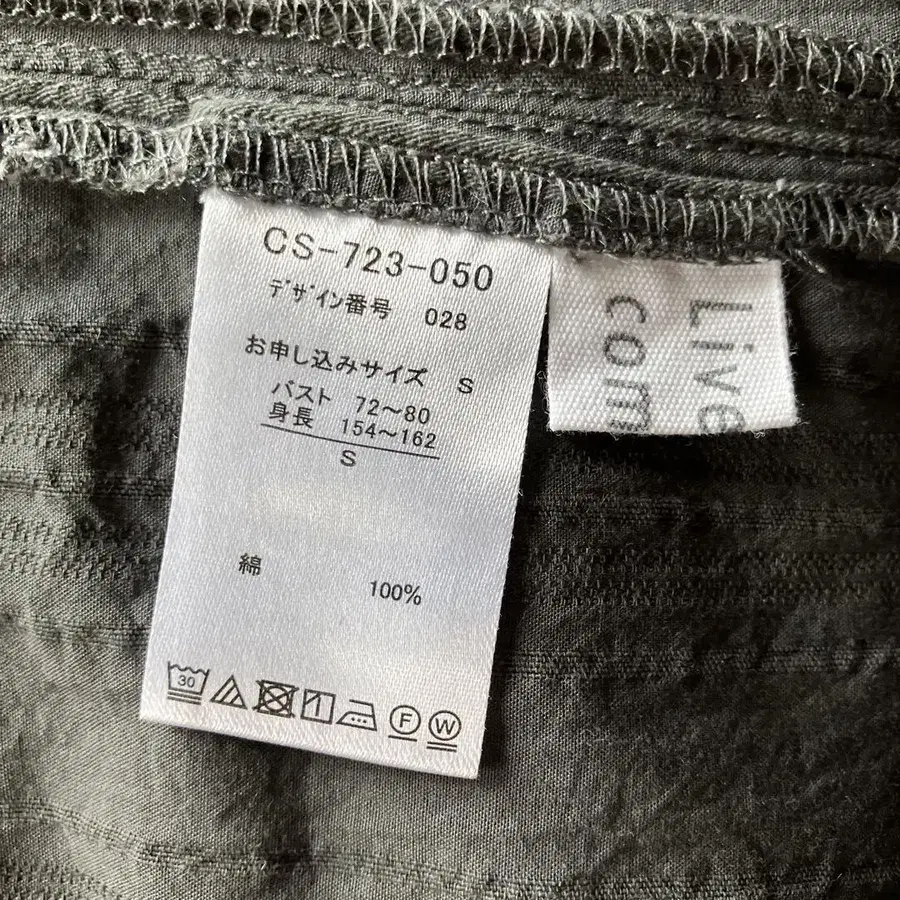 CS-723-050
デザイン番号 028
お申し込みサイズ S
バスト 72～80
身長 154～162
S
綿 100%
30
F
W
Live
com